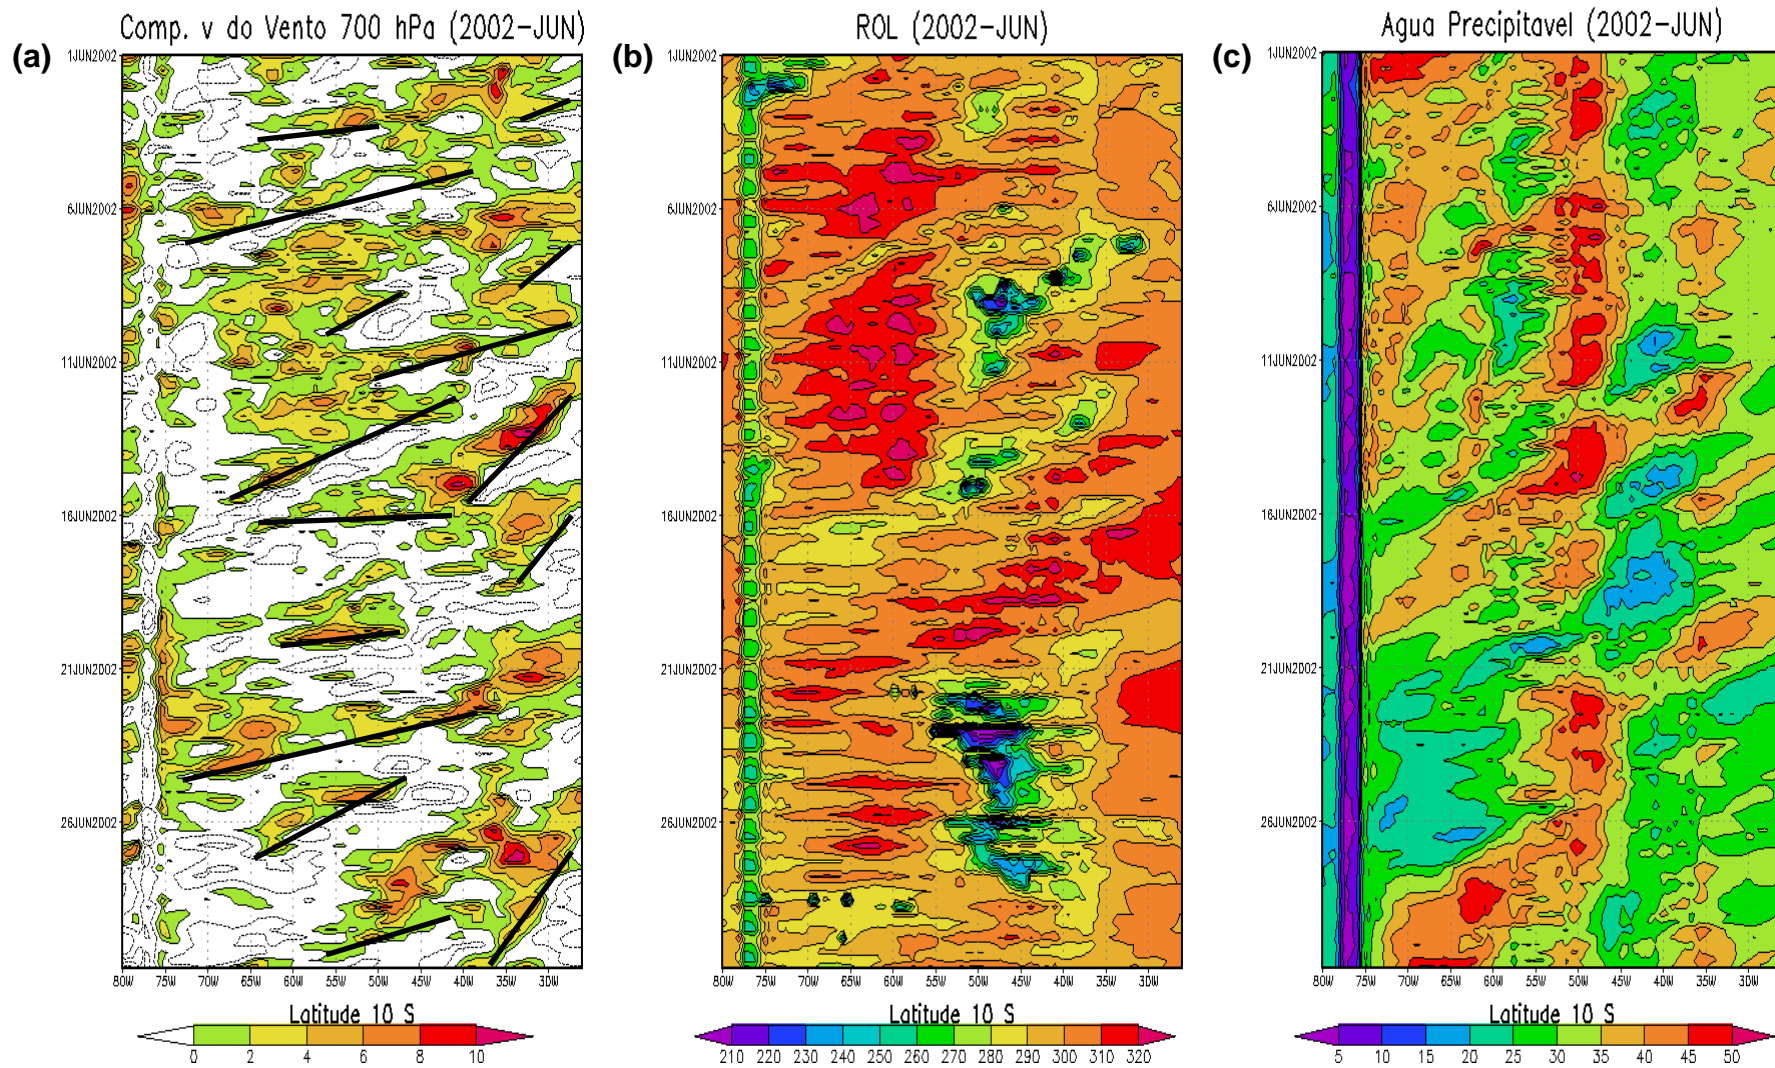 (a)
Comp. v do Vento 700 hPa (2002-JUN)
1JUN2002
6JUN2002
11JUN2002
16JUN2002
21JUN2002
26JUN2002
80W 75W 70W 65W 60W 55W 50W 45W 40W 35W 30W
Latitude 10 S
0 2 4 6 8 10
(b)
ROL (2002-JUN)
1JUN2002
6JUN2002
11JUN2002
16JUN2002
21JUN2002
26JUN2002
80W 75W 70W 65W 60W 55W 50W 45W 40W 35W 30W
Latitude 10 S
210 220 230 240 250 260 270 280 290 300 310 320
(c)
Agua Precipitavel (2002-JUN)
1JUN2002
6JUN2002
11JUN2002
16JUN2002
21JUN2002
26JUN2002
80W 75W 70W 65W 60W 55W 50W 45W 40W 35W 30W
Latitude 10 S
5 10 15 20 25 30 35 40 45 50